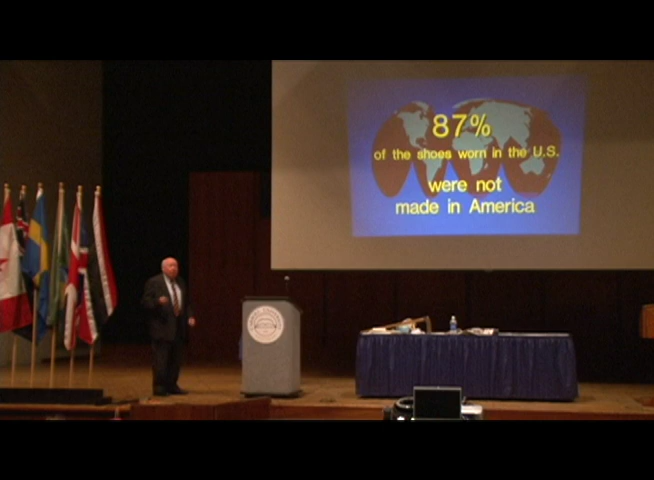 87%
of the shoes worn in the U.S.
were not
made in America